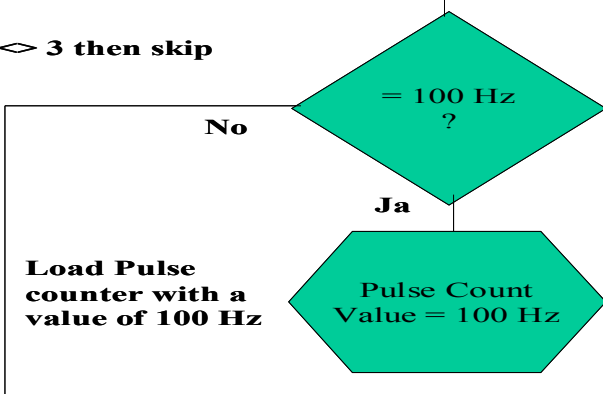 <> 3 then skip
= 100 Hz
?
No
Ja
Load Pulse
counter with a
value of 100 Hz
Pulse Count
Value = 100 Hz